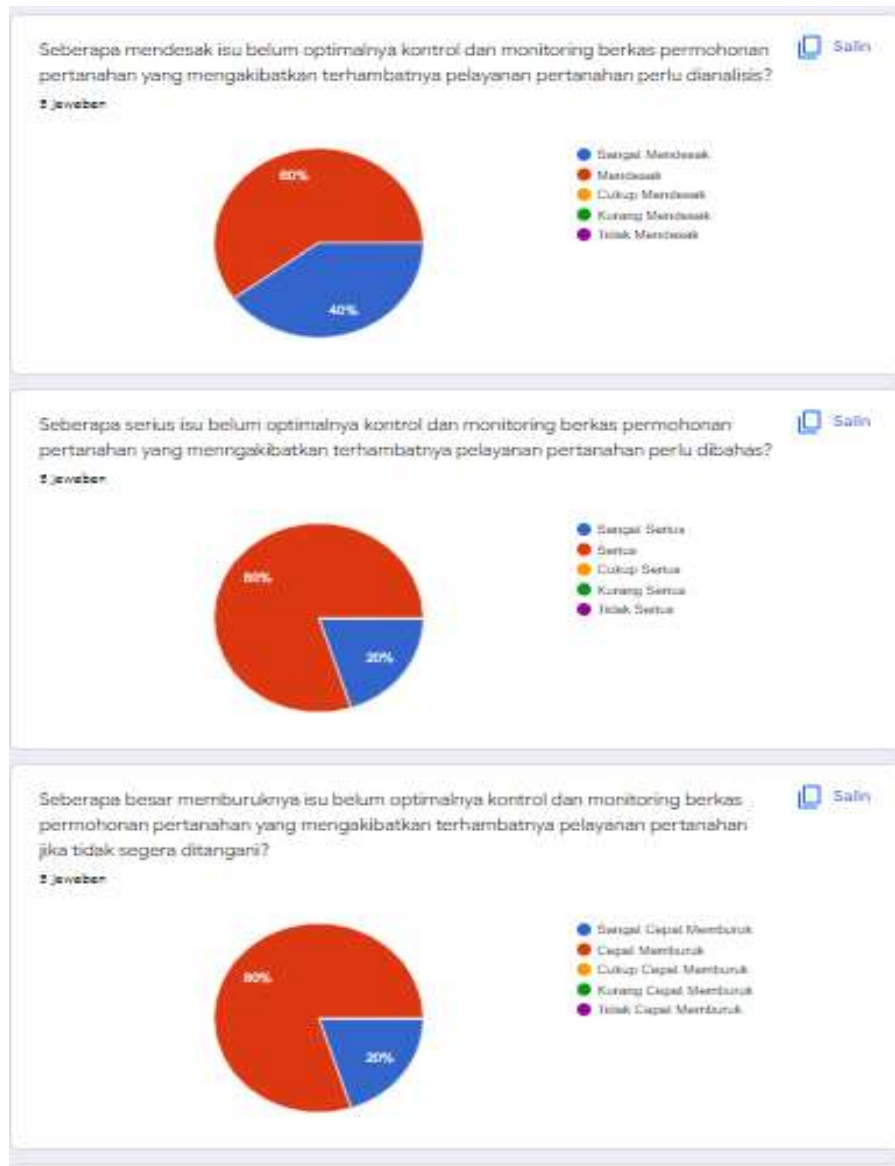 Seberapa mendesak isu belum optimalnya kontrol dan monitoring berkas permohonan
pertanahan yang mengakibatkan terhambatnya pelayanan pertanahan perlu dianalisis?
Salin
5 jawaban
60%
40%
Sangat Mendesak
Mendesak
Cukup Mendesak
Kurang Mendesak
Tidak Mendesak
Seberapa serius isu belum optimalnya kontrol dan monitoring berkas permohonan
pertanahan yang menngakibatkan terhambatnya pelayanan pertanahan perlu dibahas?
Salin
5 jawaban
80%
20%
Sangat Serius
Serius
Cukup Serius
Kurang Serius
Tidak Serius
Seberapa besar memburuknya isu belum optimalnya kontrol dan monitoring berkas
permohonan pertanahan yang mengakibatkan terhambatnya pelayanan pertanahan
jika tidak segera ditangani?
Salin
5 jawaban
80%
20%
Sangat Cepat Memburuk
Cepat Memburuk
Cukup Cepat Memburuk
Kurang Cepat Memburuk
Tidak Cepat Memburuk